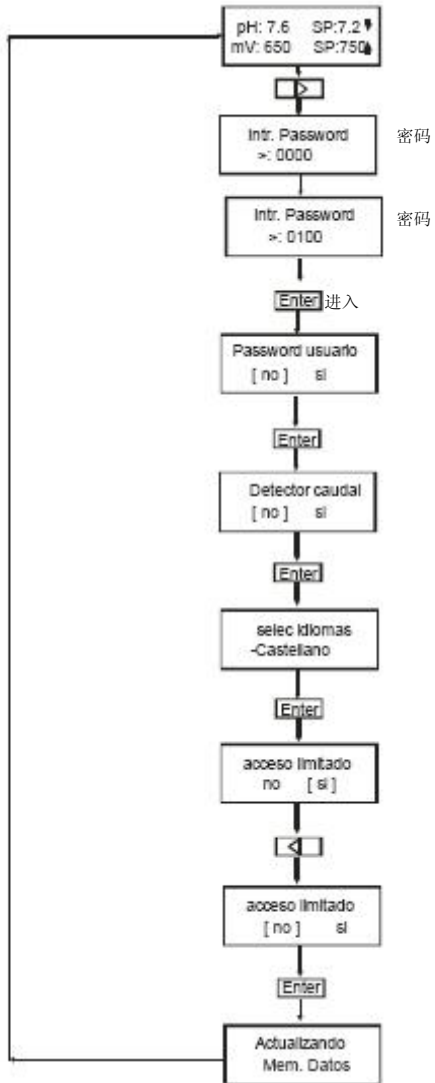 pH: 7.6 SP:7.2
mV: 650 SP:750
Intr. Password 密码
>: 0000
Intr. Password 密码
>: 0100
Enter 进入
Password usuario
[ no ] si
Enter
Detector caudal
[ no ] si
Enter
selec Idiomas
-Castellano
Enter
acceso limitado
no [ si ]
acceso limitado
[ no ] si
Enter
Actualizando
Mem. Datos